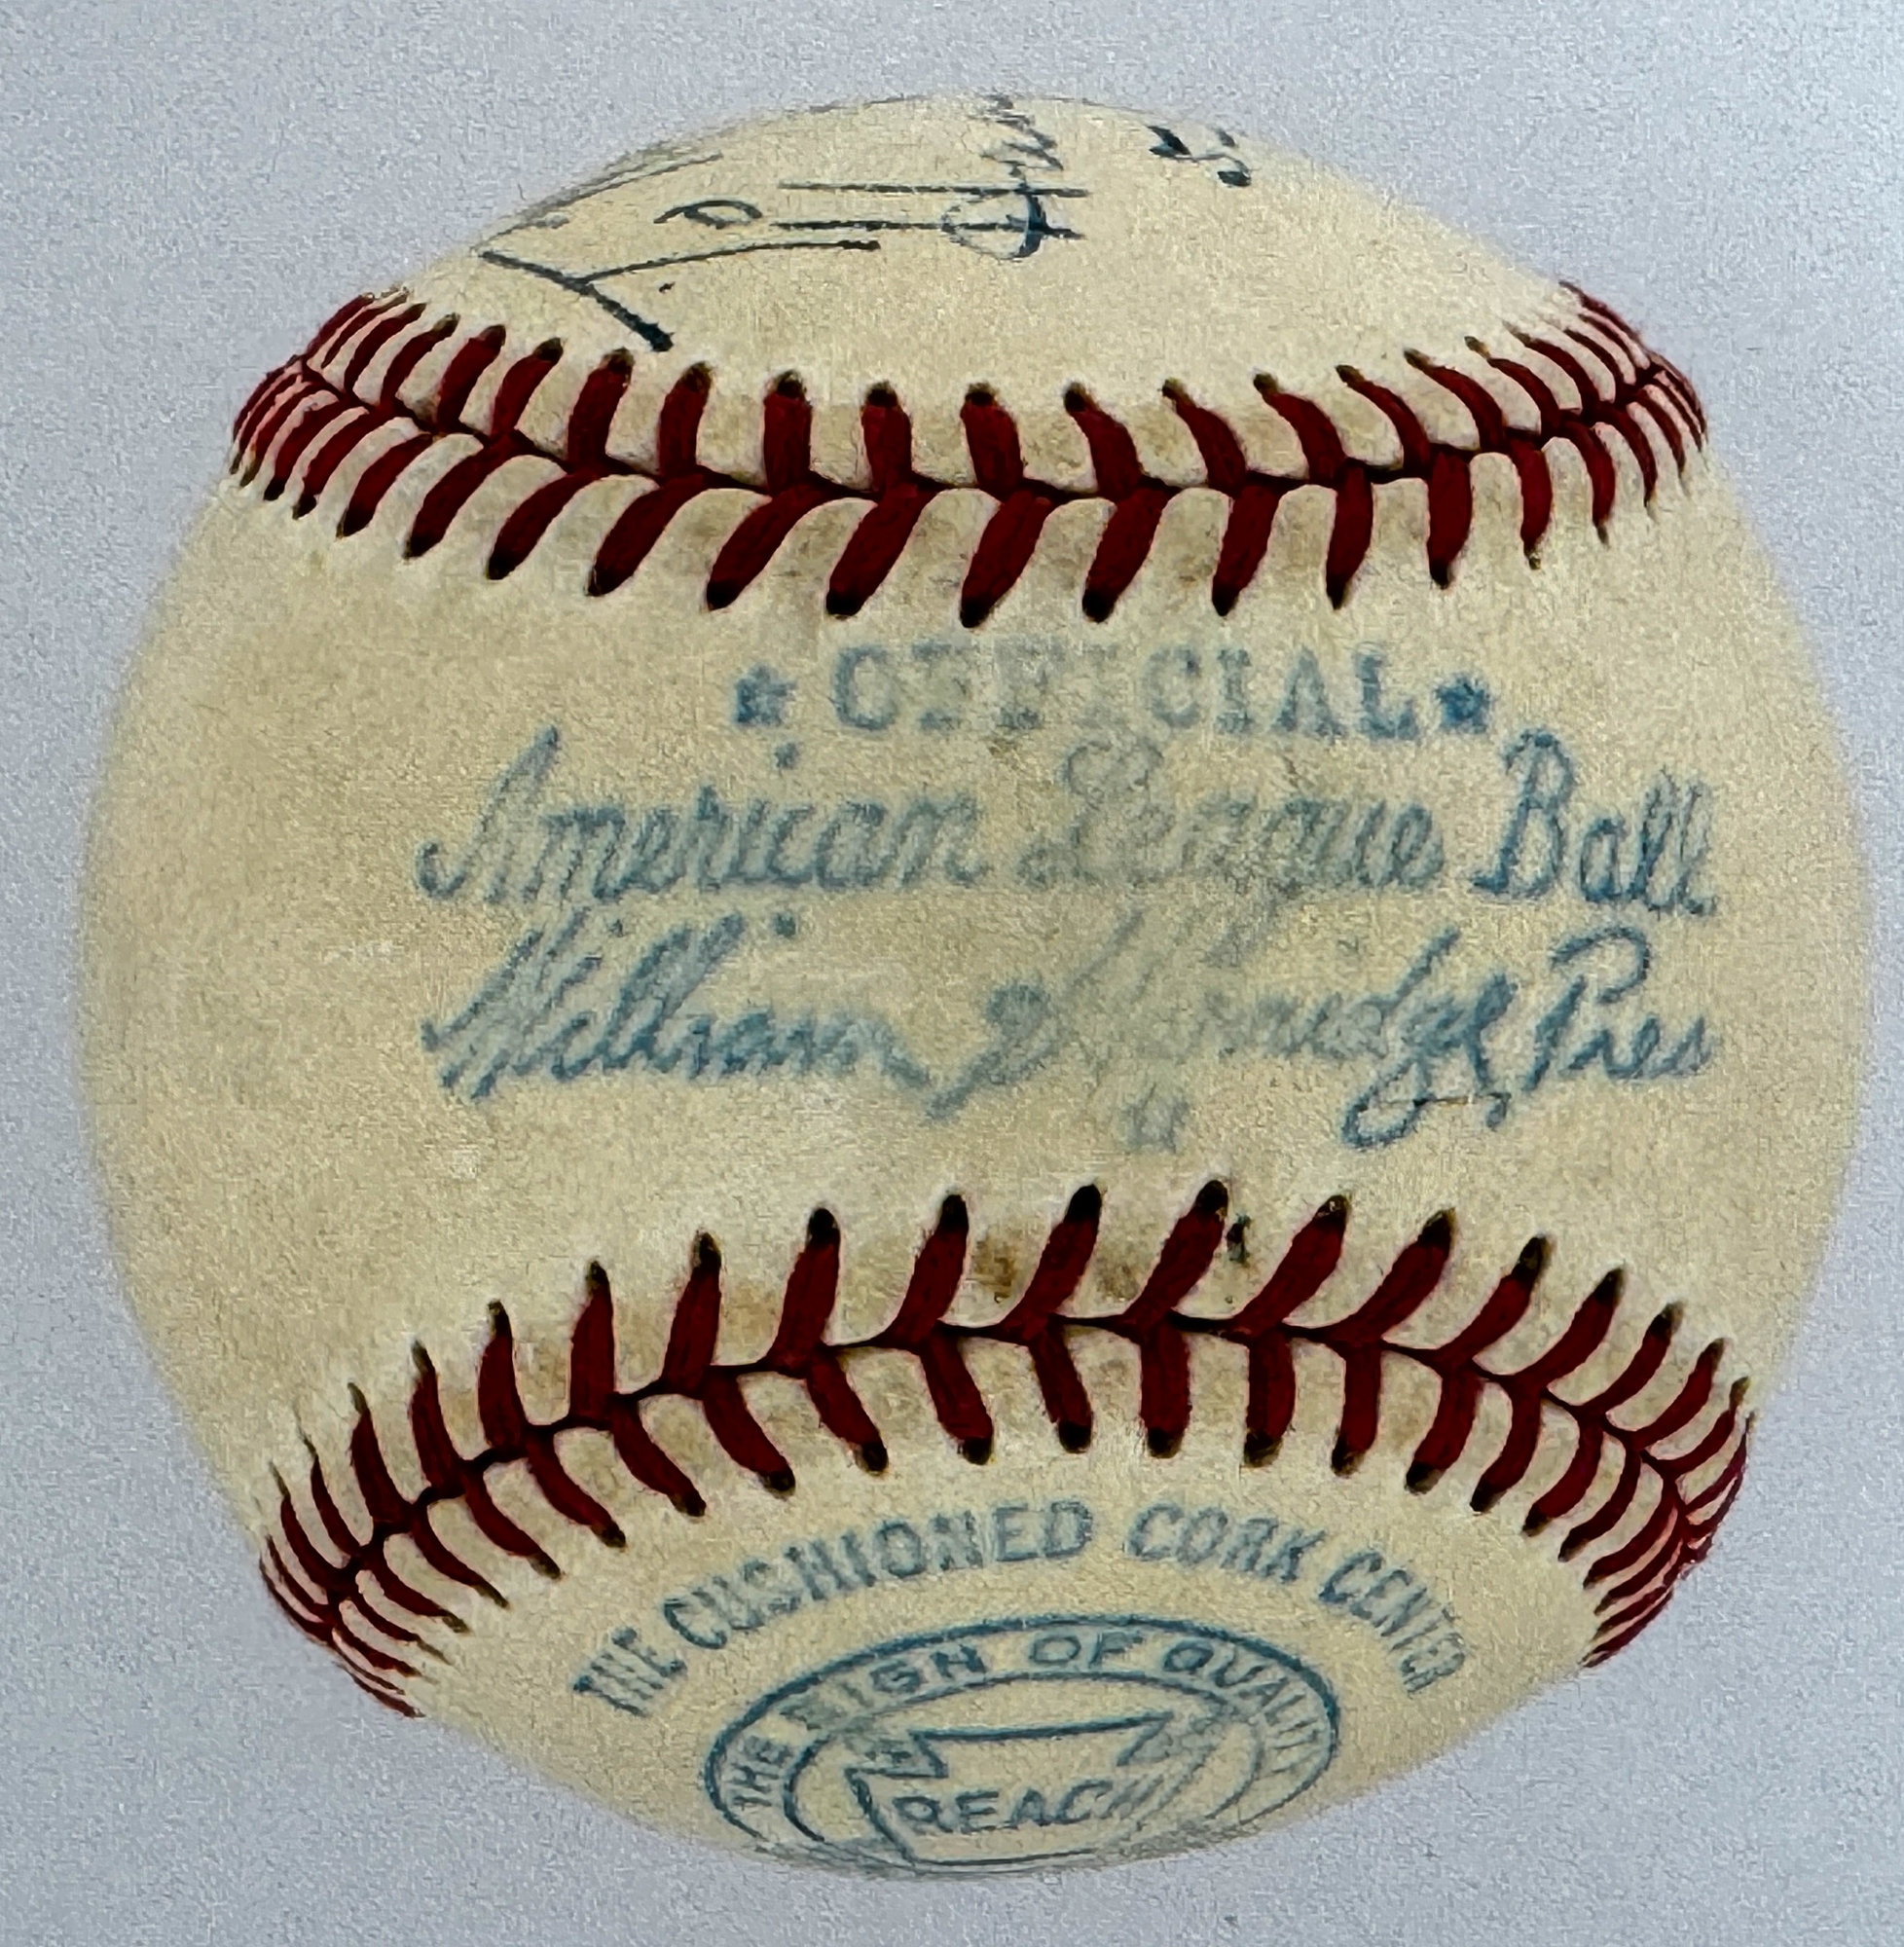 ★ OFFICIAL ★
American League Ball
William Harridge Pres
THE CUSHIONED CORK CENTER
THE SIGN OF QUALITY
REACH